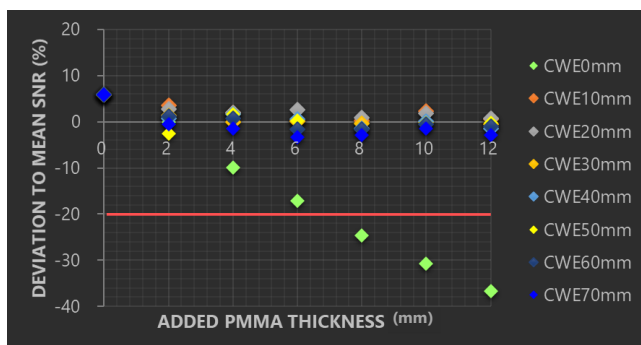 20
10
0
-10
-20
-30
-40
0 2 4 6 8 10 12
DEVIATION TO MEAN SNR (%)
ADDED PMMA THICKNESS (mm)
CWE0mm
CWE10mm
CWE20mm
CWE30mm
CWE40mm
CWE50mm
CWE60mm
CWE70mm